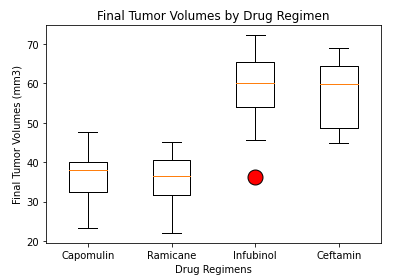 Final Tumor Volumes by Drug Regimen
Final Tumor Volumes (mm3)
70
60
50
40
30
20
Capomulin Ramicane Infubinol Ceftamin
Drug Regimens